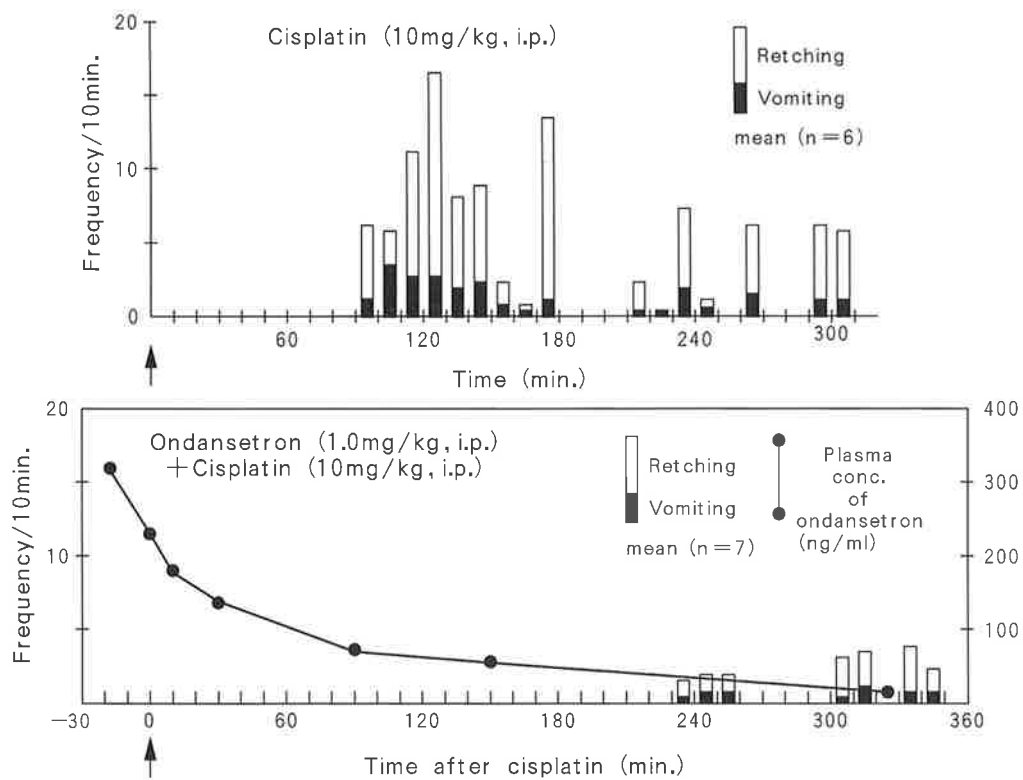 20
Cisplatin (10mg/kg, i.p.)
Retching
Vomiting
mean (n=6)
10
Frequency/10min.
0
60
120
180
240
300
Time (min.)
20
400
Ondansetron (1.0mg/kg, i.p.)
+Cisplatin (10mg/kg, i.p.)
Retching
Vomiting
mean (n=7)
Plasma
conc.
of
ondansetron
(ng/ml)
300
10
200
100
Frequency/10min.
-30
0
60
120
180
240
300
360
Time after cisplatin (min.)